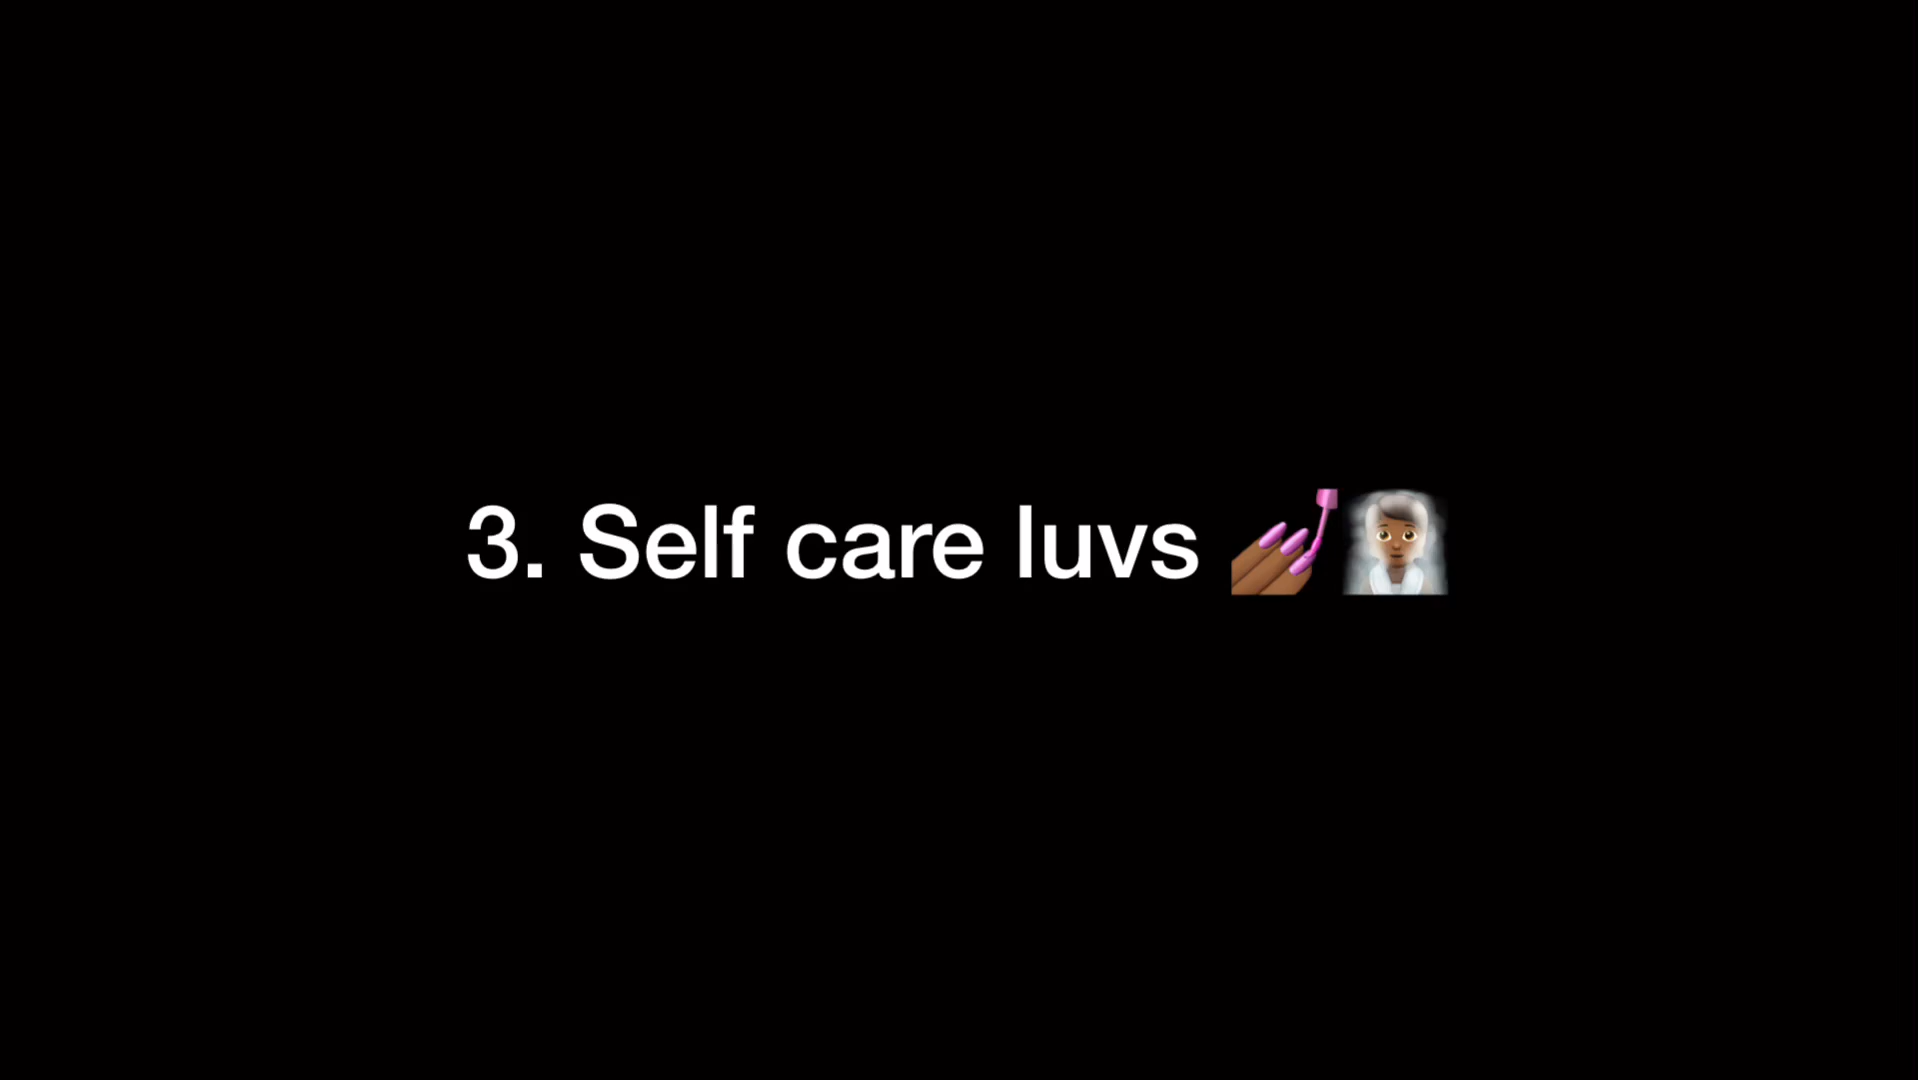 3. Self care luvs 💅🏾🧖🏾